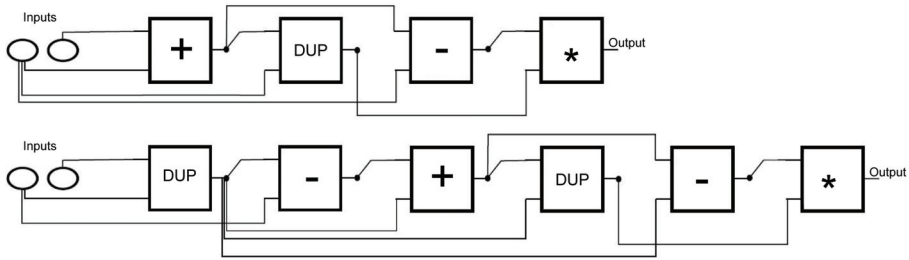 Inputs
+
DUP
-
*
Output
Inputs
DUP
-
+
DUP
-
*
Output